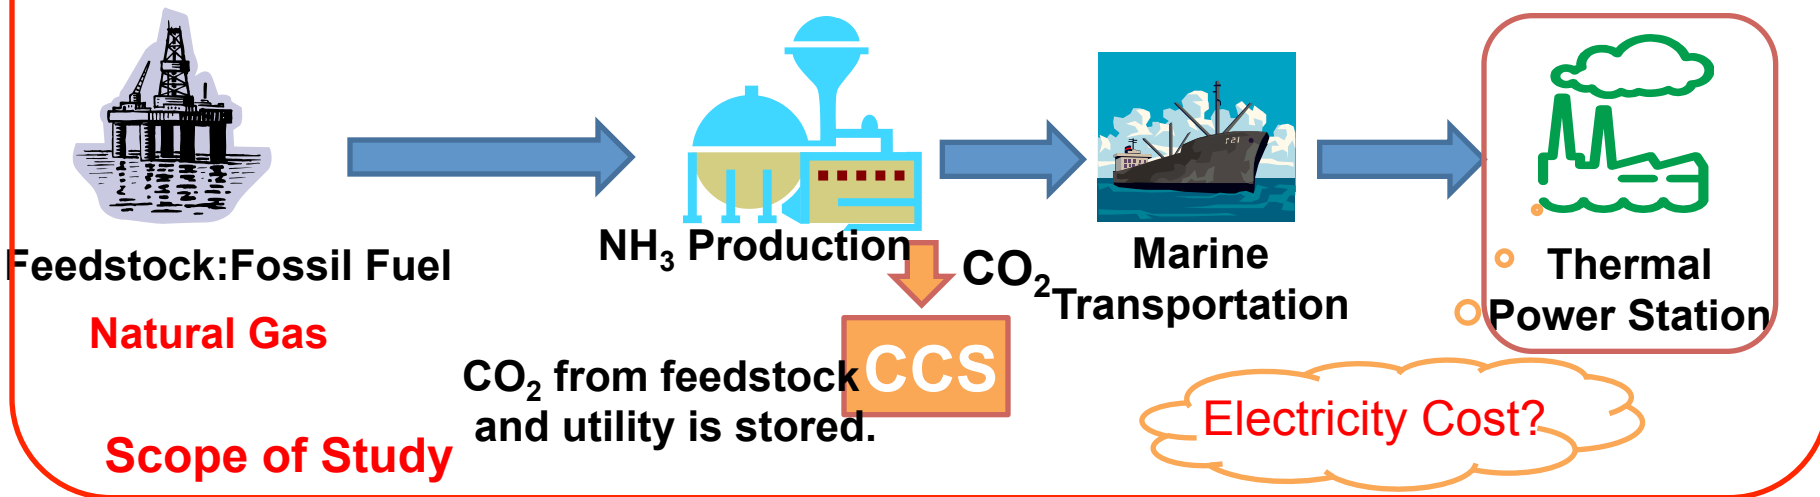 Feedstock:Fossil Fuel
Natural Gas
NH₃ Production
CO₂
CCS
CO₂ from feedstock
and utility is stored.
Marine
Transportation
Thermal
Power Station
Electricity Cost?
Scope of Study